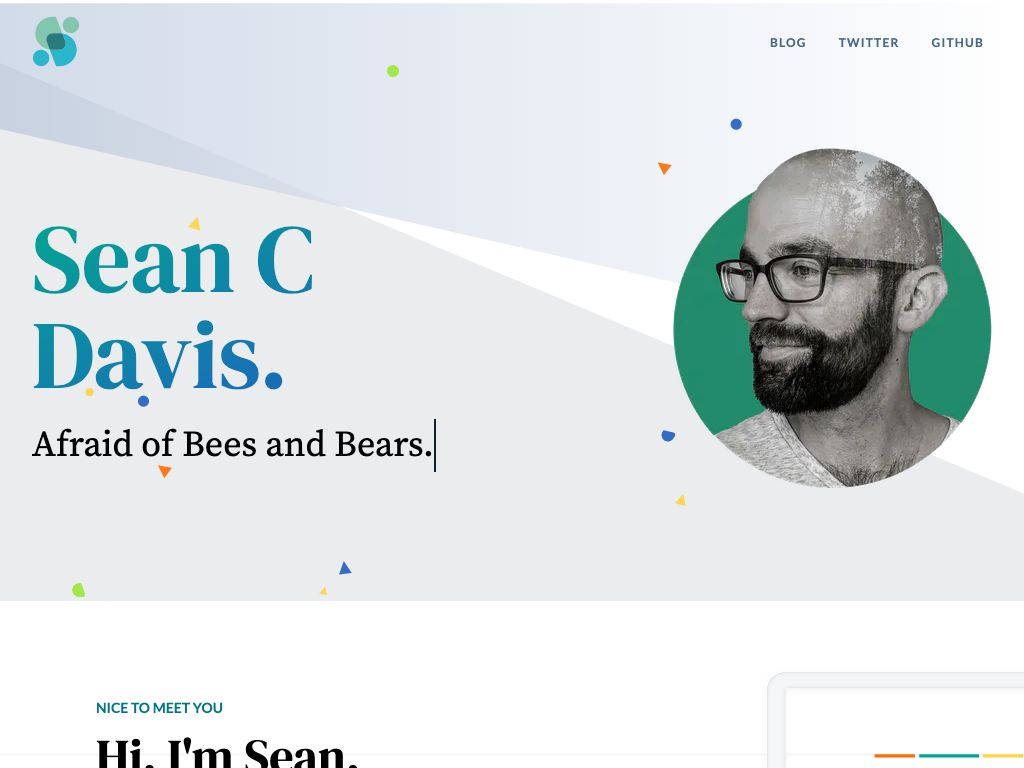 BLOG TWITTER GITHUB
Sean C
Davis.
Afraid of Bees and Bears.
NICE TO MEET YOU
Hi, I'm Sean.